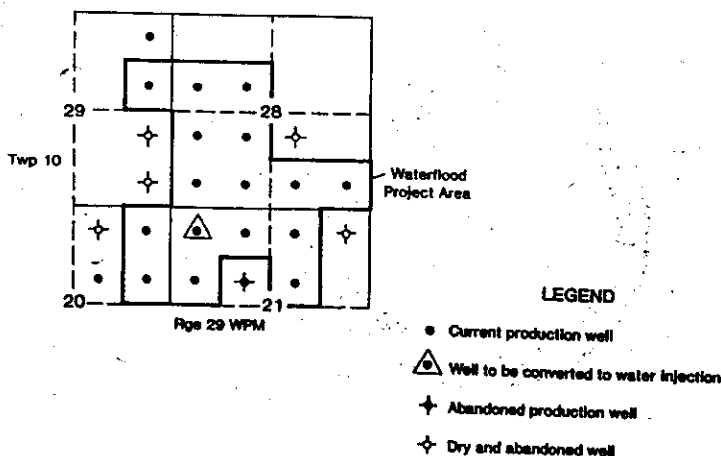 29
28
Twp 10
Waterflood
Project Area
20
21
Rge 29 WPM
LEGEND
Current production well
Well to be converted to water injection
Abandoned production well
Dry and abandoned well